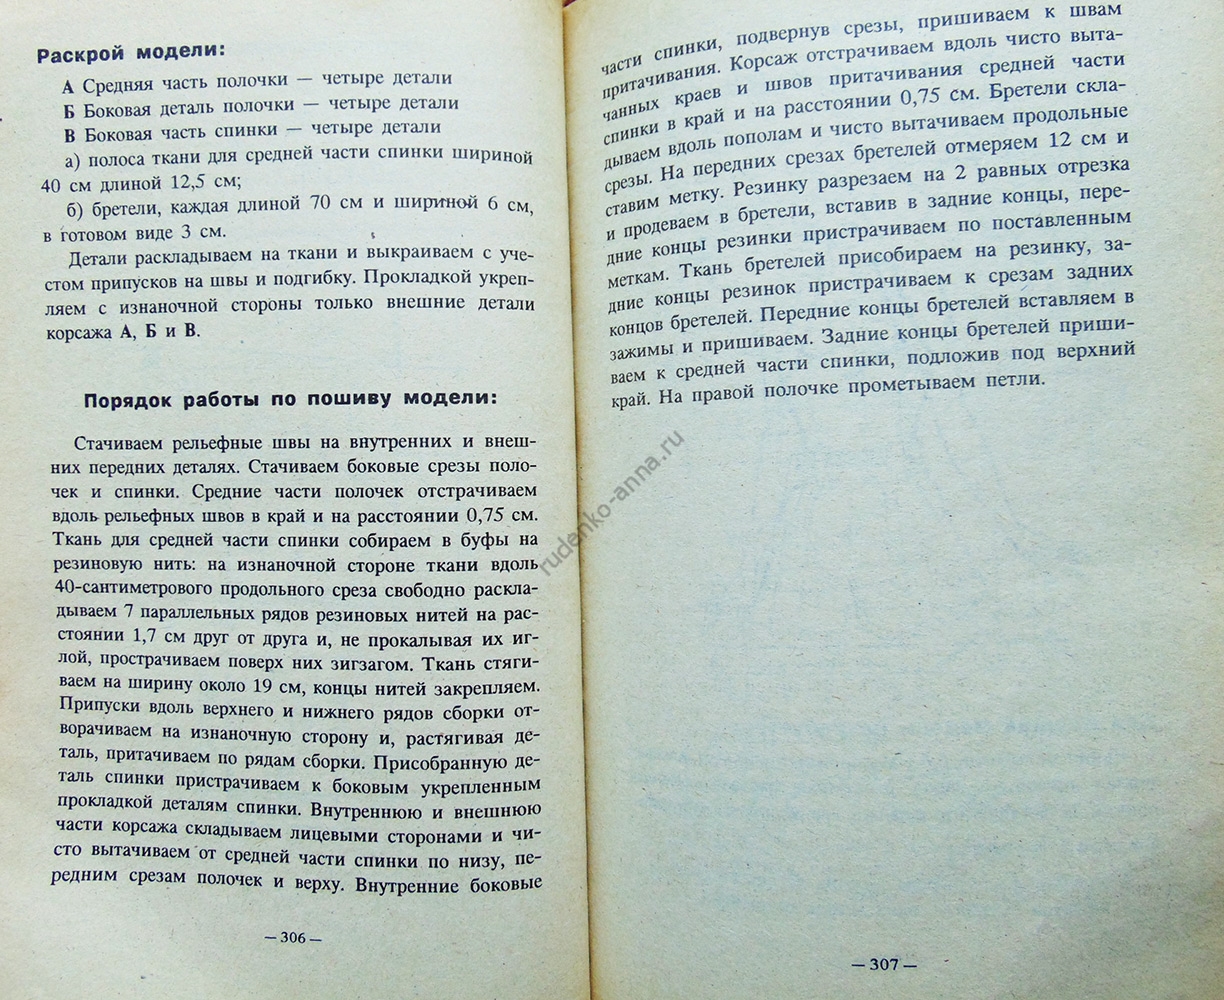 Раскрой модели:
А Средняя часть полочки — четыре детали
Б Боковая деталь полочки — четыре детали
В Боковая часть спинки — четыре детали
а) полоса ткани для средней части спинки шириной
40 см длиной 12,5 см;
б) бретели, каждая длиной 70 см и шириной 6 см,
в готовом виде 3 см.
Детали раскладываем на ткани и выкраиваем с уче-
стом припусков на швы и подгибку. Прокладкой укреп-
ляем с изнаночной стороны только внешние детали
корсажа А, Б и В.
Порядок работы по пошиву модели:
Стачиваем рельефные швы на внутренних и внеш-
них передних деталях. Стачиваем боковые срезы поло-
чек и спинки. Средние части полочек отстрачиваем
вдоль рельефных швов в край и на расстоянии 0,75 см.
Ткань для средней части спинки собираем в буфы на
резиновую нить: на изнаночной стороне ткани вдоль
40-сантиметрового продольного среза свободно раскла-
дываем 7 параллельных рядов резиновых нитей на рас-
стоянии 1,7 см друг от друга и, не прокалывая их иг-
лой, прострачиваем поверх них зигзагом. Ткань стяги-
ваем на ширину около 19 см, концы нитей закрепляем.
Припуски вдоль верхнего и нижнего рядов сборки от-
ворачиваем на изнаночную сторону и, растягивая де-
таль, притачиваем по рядам сборки. Присобранную де-
таль спинки пристрачиваем к боковым укрепленным
прокладкой деталям спинки. Внутреннюю и внешнюю
части корсажа складываем лицевыми сторонами и чи-
сто вытачиваем от средней части спинки по низу, пе-
редним срезам полочек и верху. Внутренние боковые
— 306 —
части спинки, подвернув срезы, пришиваем к швам
притачивания. Корсаж отстрачиваем вдоль чисто выта-
чанных краев и швов притачивания средней части
спинки в край и на расстоянии 0,75 см. Бретели скла-
дываем вдоль пополам и чисто вытачиваем продольные
срезы. На передних срезах бретелей отмеряем 12 см и
ставим метку. Резинку разрезаем на 2 равных отрезка
и продеваем в бретели, вставив в задние концы, пере-
дние концы резинки пристрачиваем по поставленным
меткам. Ткань бретелей присобираем на резинку, за-
дние концы резинок пристрачиваем к срезам задних
концов бретелей. Передние концы бретелей вставляем в
зажимы и пришиваем. Задние концы бретелей приши-
ваем к средней части спинки, подложив под верхний
край. На правой полочке прометываем петли.
— 307 —
rudenko-anna.ru